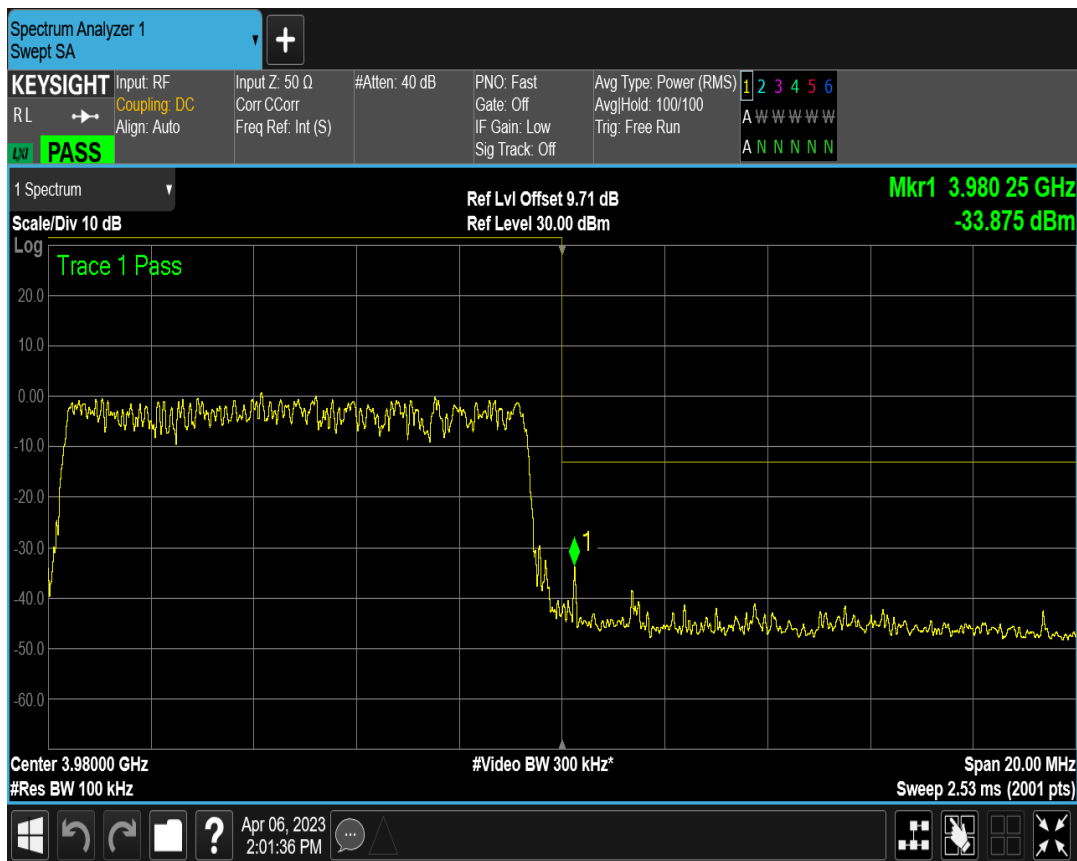 Spectrum Analyzer 1
Swept SA
+
KEYSIGHT
R L
LXI
PASS
Input: RF
Coupling: DC
Align: Auto
Input Z: 50 Ω
Corr CCorr
Freq Ref: Int (S)
#Atten: 40 dB
PNO: Fast
Gate: Off
IF Gain: Low
Sig Track: Off
Avg Type: Power (RMS)
Avg|Hold: 100/100
Trig: Free Run
1 2 3 4 5 6
A W W W W W
A N N N N N
1 Spectrum
Scale/Div 10 dB
Ref Lvl Offset 9.71 dB
Ref Level 30.00 dBm
Mkr1 3.980 25 GHz
-33.875 dBm
Log
Trace 1 Pass
20.0
10.0
0.00
-10.0
-20.0
-30.0
-40.0
-50.0
-60.0
1
Center 3.98000 GHz
#Res BW 100 kHz
#Video BW 300 kHz*
Span 20.00 MHz
Sweep 2.53 ms (2001 pts)
?
Apr 06, 2023
2:01:36 PM